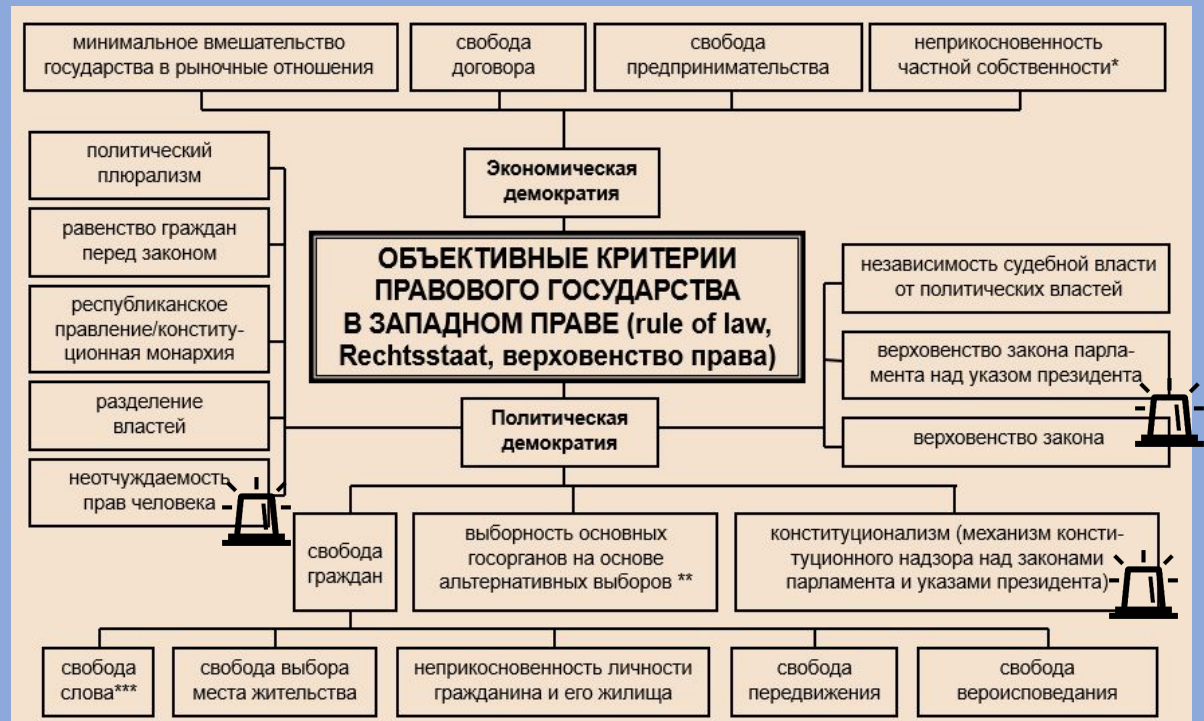 минимальное вмешательство
государства в рыночные отношения
свобода
договора
свобода
предпринимательства
неприкосновенность
частной собственности*
Экономическая
демократия
политический
плюрализм
равенство граждан
перед законом
республиканское
правление/конститу-
ционная монархия
разделение
властей
неотчуждаемость
прав человека
ОБЪЕКТИВНЫЕ КРИТЕРИИ
ПРАВОВОГО ГОСУДАРСТВА
В ЗАПАДНОМ ПРАВЕ (rule of law,
Rechtsstaat, верховенство права)
независимость судебной власти
от политических властей
верховенство закона парла-
мента над указом президента
верховенство закона
Политическая
демократия
свобода
граждан
выборность основных
госорганов на основе
альтернативных выборов **
конституционализм (механизм консти-
туционного надзора над законами
парламента и указами президента)
свобода
слова***
свобода выбора
места жительства
неприкосновенность личности
гражданина и его жилища
свобода
передвижения
свобода
вероисповедания